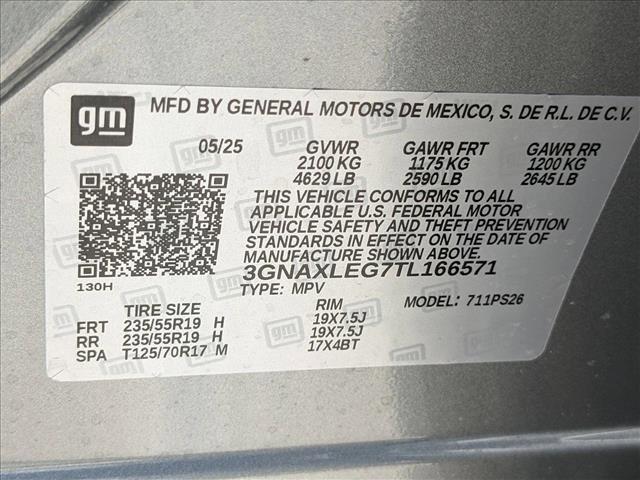 gm MFD BY GENERAL MOTORS DE MEXICO, S. DE R.L. DE C.V.
05/25 GVWR GAWR FRT GAWR RR
2100 KG 1175 KG 1200 KG
4629 LB 2590 LB 2645 LB
THIS VEHICLE CONFORMS TO ALL
APPLICABLE U.S. FEDERAL MOTOR
VEHICLE SAFETY AND THEFT PREVENTION
STANDARDS IN EFFECT ON THE DATE OF
MANUFACTURE SHOWN ABOVE.
130H
3GNAXLEG7TL166571
TYPE: MPV MODEL: 711PS26
TIRE SIZE RIM
FRT 235/55R19 H 19X7.5J
RR 235/55R19 H 19X7.5J
SPA T125/70R17 M 17X4BT